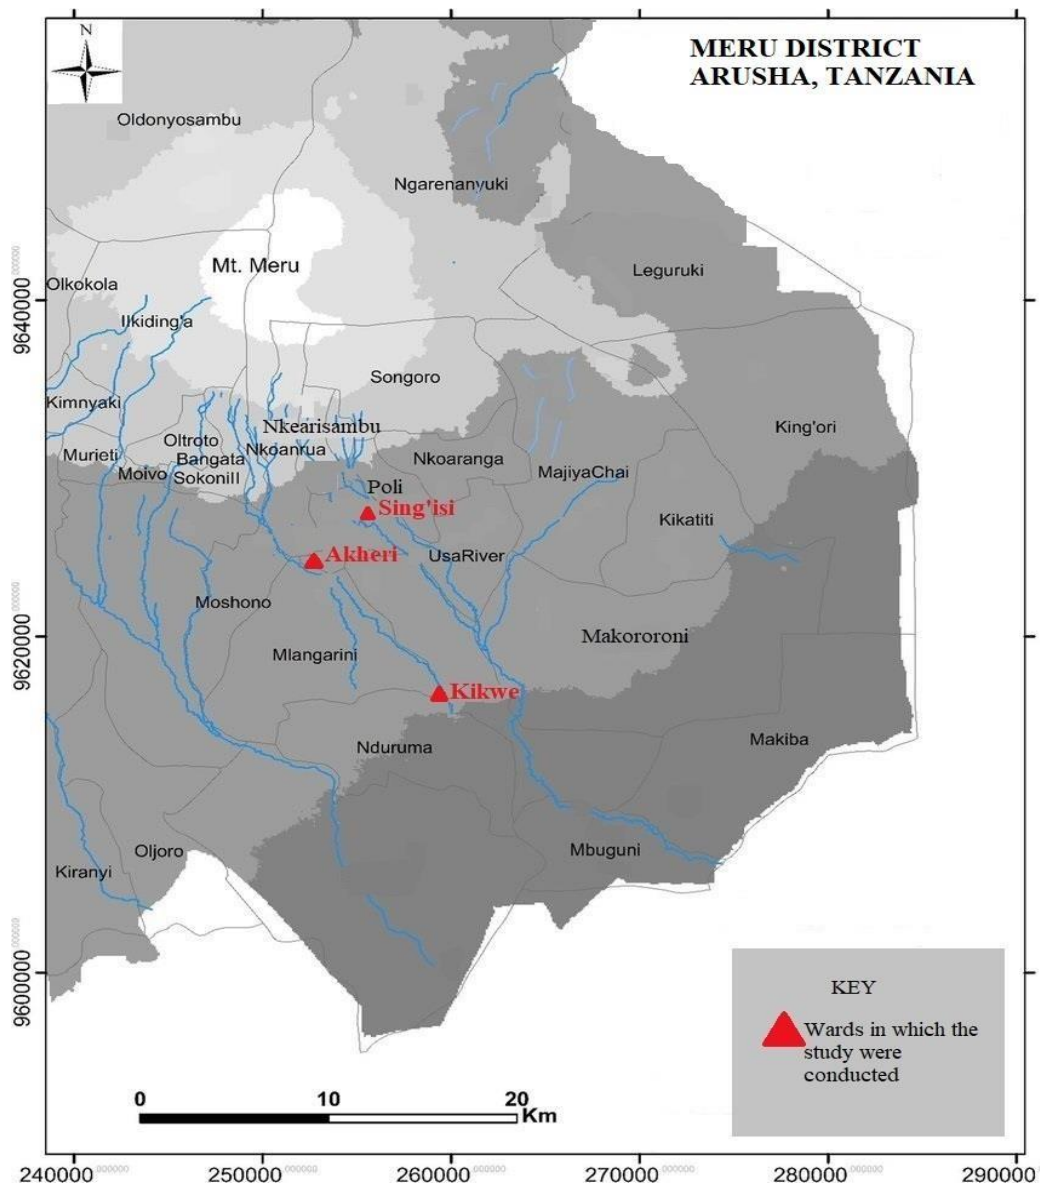 N
MERU DISTRICT
ARUSHA, TANZANIA
Oldonyosambu
Ngarenanyuki
Mt. Meru
Leguruki
Olkokola
Ilkiding'a
Songoro
Kimnyaki
Nkearisambu
King'ori
Oltroto
Nkoanrua
Murieti
Bangata
Nkoaranga
Moivo
SokoniII
MajiyaChai
Poli
Sing'isi
Kikatiti
Akheri
UsaRiver
Moshono
Makororoni
Mlangarini
Kikwe
Nduruma
Makiba
Oljoro
Mbuguni
Kiranyi
KEY
Wards in which the
study were
conducted
0 10 20
Km
9640000
9620000
9600000
240000 250000 260000 270000 280000 290000